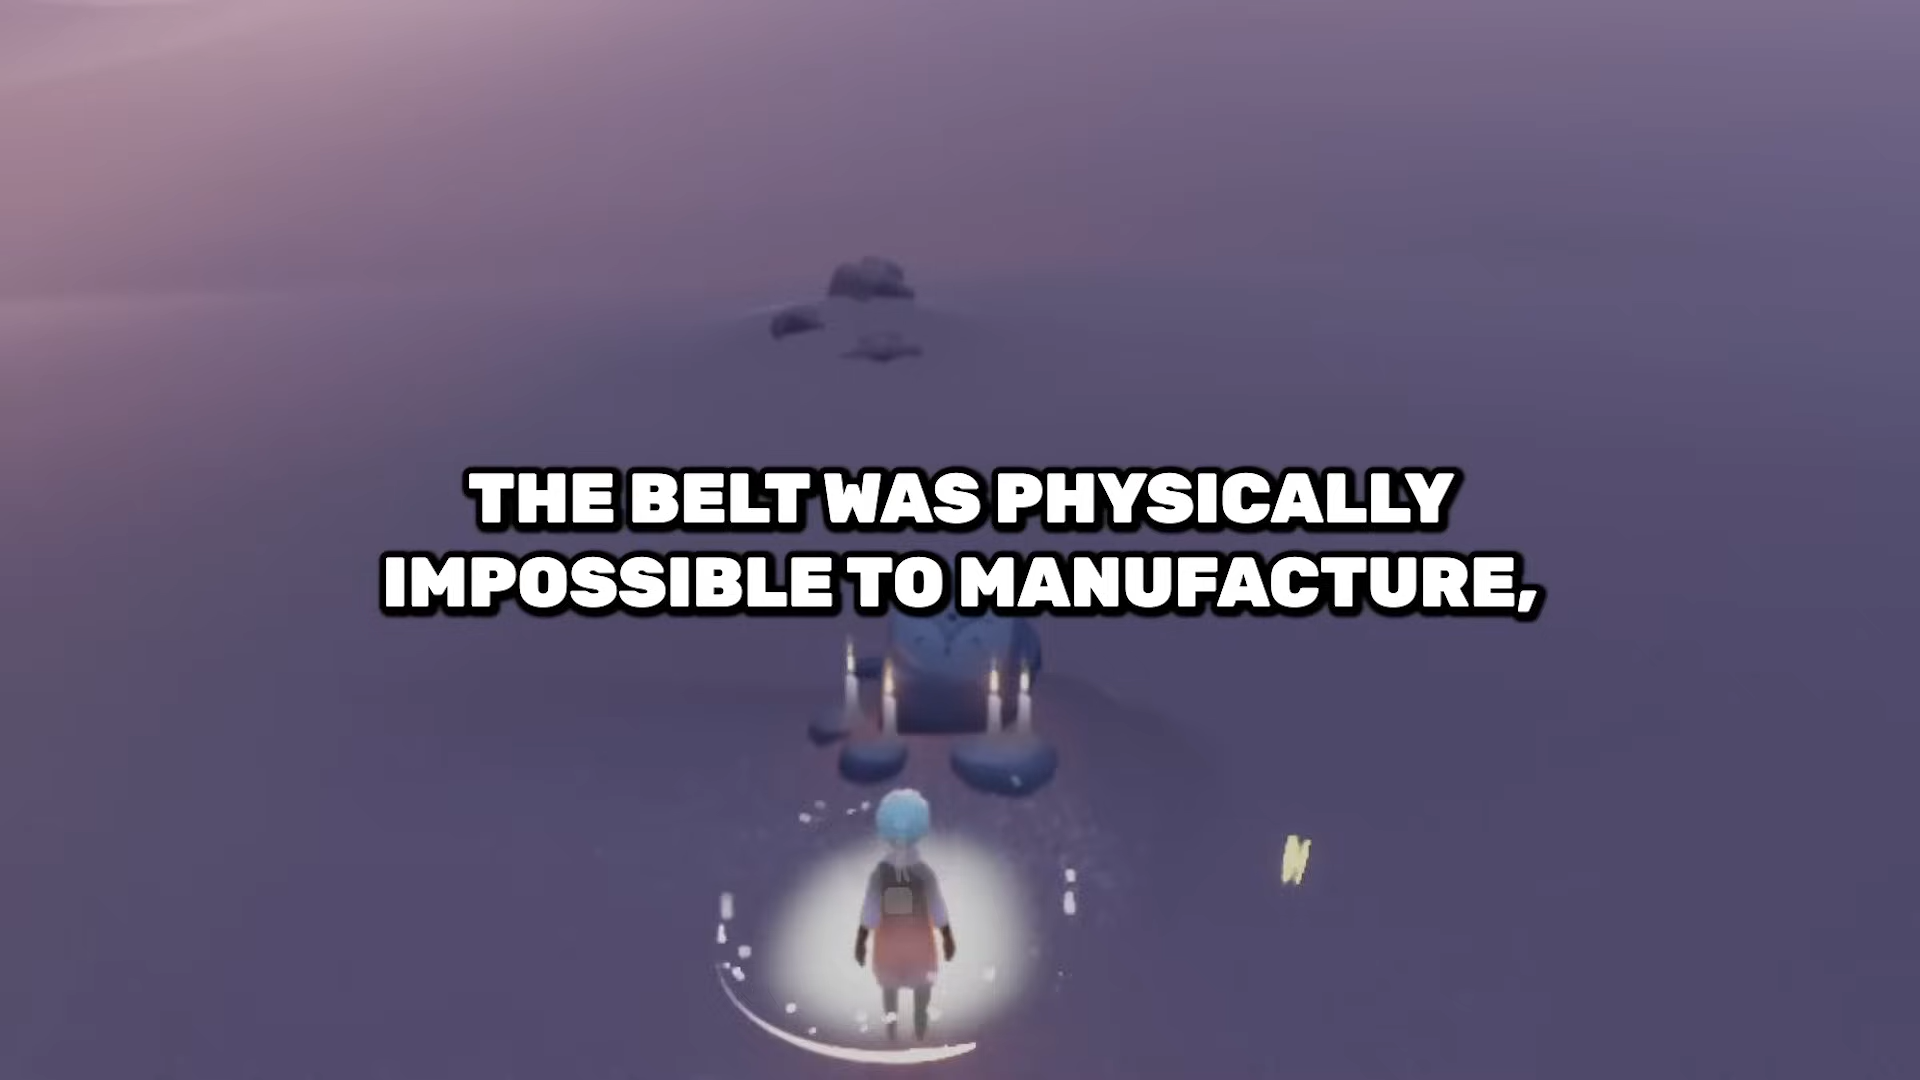 THE BELT WAS PHYSICALLY
IMPOSSIBLE TO MANUFACTURE,